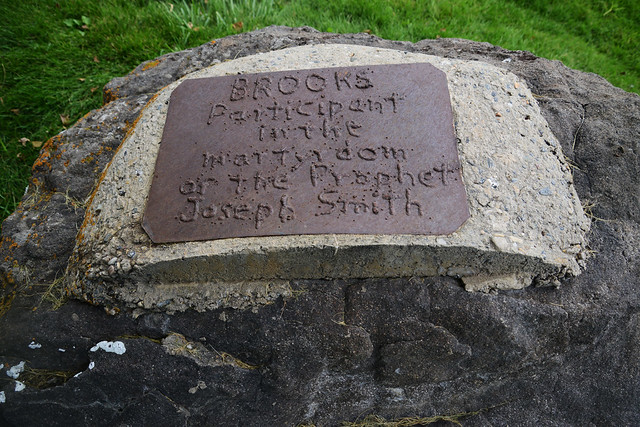 BROOKS
Participant
in the
martyrdom
of the Prophet
Joseph Smith